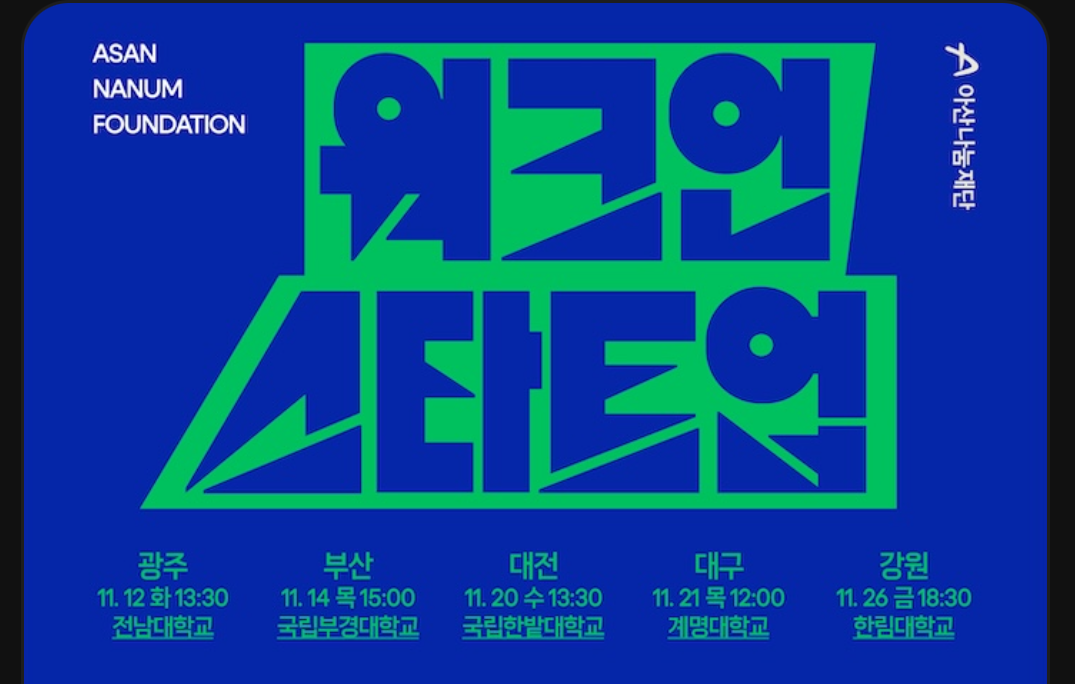 ASAN
NANUM
FOUNDATION
워크인
스타트업
아산나눔재단
광주
11. 12 화 13:30
전남대학교
부산
11. 14 목 15:00
국립부경대학교
대전
11. 20 수 13:30
국립한밭대학교
대구
11. 21 목 12:00
계명대학교
강원
11. 26 금 18:30
한림대학교